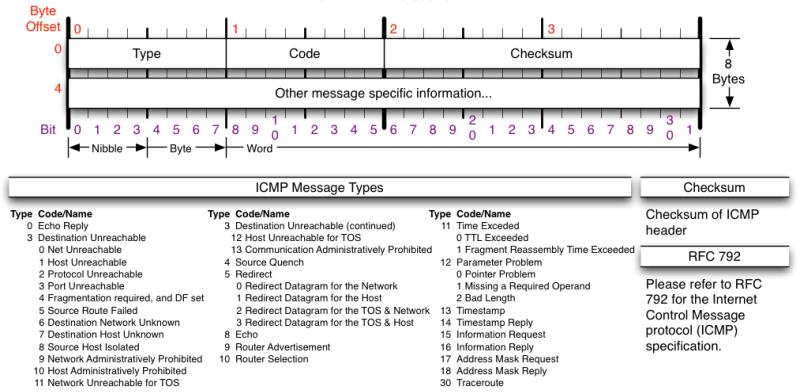 Byte
Offset
0 1 2 3
0 Type Code Checksum
8
Bytes
4 Other message specific information...
Bit 0 1 2 3 4 5 6 7 8 9 10 1 2 3 4 5 6 7 8 9 20 1 2 3 4 5 6 7 8 9 30 1
Nibble Byte Word
ICMP Message Types
Type Code/Name
0 Echo Reply
3 Destination Unreachable
0 Net Unreachable
1 Host Unreachable
2 Protocol Unreachable
3 Port Unreachable
4 Fragmentation required, and DF set
5 Source Route Failed
6 Destination Network Unknown
7 Destination Host Unknown
8 Source Host Isolated
9 Network Administratively Prohibited
10 Host Administratively Prohibited
11 Network Unreachable for TOS
Type Code/Name
3 Destination Unreachable (continued)
12 Host Unreachable for TOS
13 Communication Administratively Prohibited
4 Source Quench
5 Redirect
0 Redirect Datagram for the Network
1 Redirect Datagram for the Host
2 Redirect Datagram for the TOS & Network
3 Redirect Datagram for the TOS & Host
8 Echo
9 Router Advertisement
10 Router Selection
Type Code/Name
11 Time Exceeded
0 TTL Exceeded
1 Fragment Reassembly Time Exceeded
12 Parameter Problem
0 Pointer Problem
1 Missing a Required Operand
2 Bad Length
13 Timestamp
14 Timestamp Reply
15 Information Request
16 Information Reply
17 Address Mask Request
18 Address Mask Reply
30 Traceroute
Checksum
Checksum of ICMP
header
RFC 792
Please refer to RFC
792 for the Internet
Control Message
protocol (ICMP)
specification.